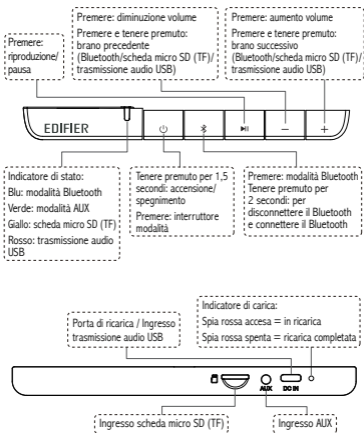 Premere:
riproduzione/
pausa
Premere: diminuzione volume
Premere e tenere premuto:
brano precedente
(Bluetooth/scheda micro SD (TF)/
trasmissione audio USB)
Premere: aumento volume
Premere e tenere premuto:
brano successivo
(Bluetooth/scheda micro SD (TF)/
trasmissione audio USB)
EDIFIER
Indicatore di stato:
Blu: modalità Bluetooth
Verde: modalità AUX
Giallo: scheda micro SD (TF)
Rosso: trasmissione audio
USB
Tenere premuto per 1,5
secondi: accensione/
spegnimento
Premere: interruttore
modalità
Premere: modalità Bluetooth
Tenere premuto per
2 secondi: per
disconnettere il Bluetooth
e connettere il Bluetooth
Porta di ricarica / Ingresso
trasmissione audio USB
Indicatore di carica:
Spia rossa accesa = in ricarica
Spia rossa spenta = ricarica completata
AUX
DC IN
Ingresso scheda micro SD (TF)
Ingresso AUX